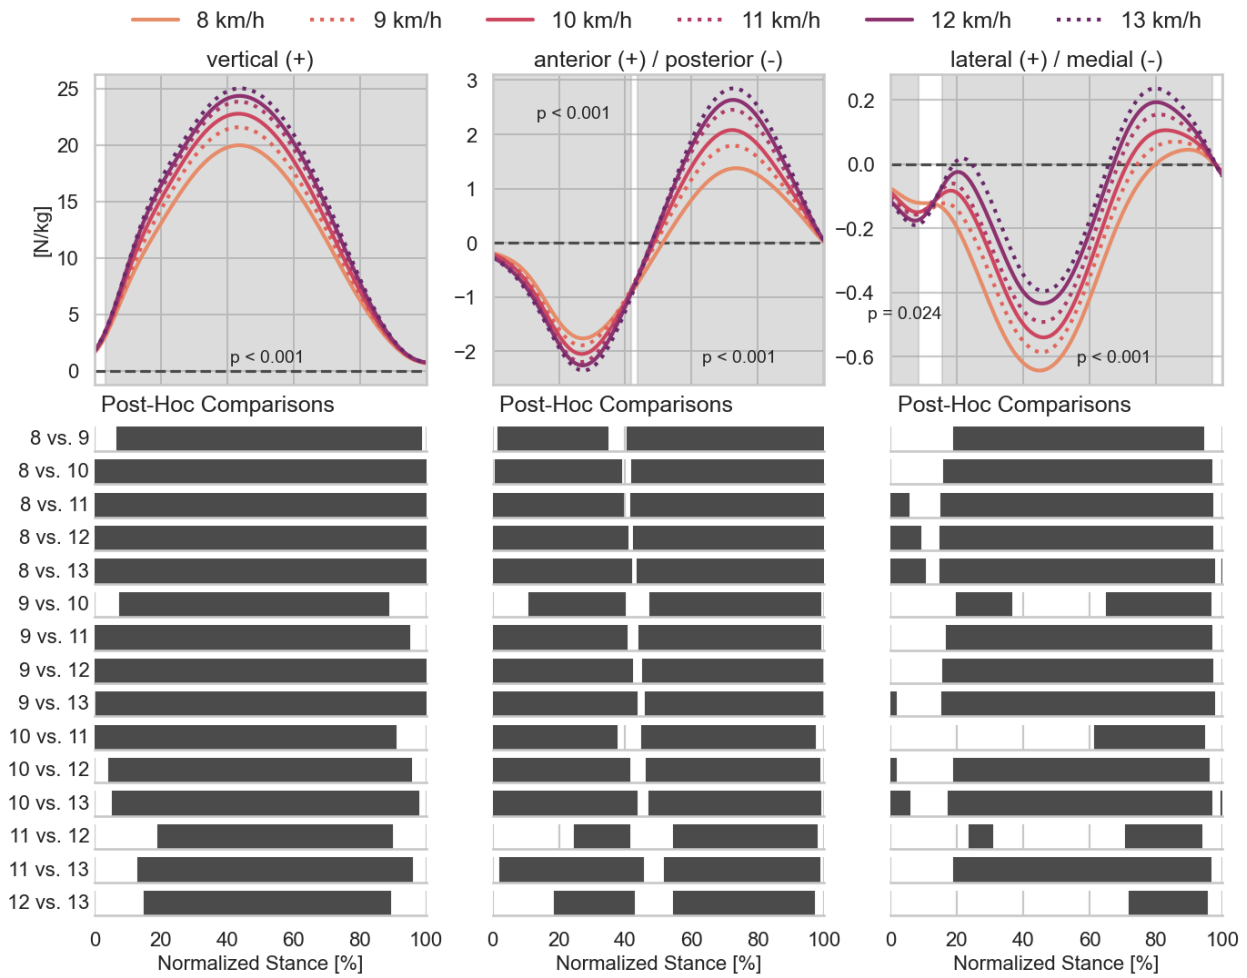 8 km/h 9 km/h 10 km/h 11 km/h 12 km/h 13 km/h
vertical (+) anterior (+) / posterior (-) lateral (+) / medial (-)
[N/kg]
25
20
15
10
5
0
p < 0.001
3
2
1
0
−1
−2
p < 0.001
p < 0.001
0.2
0.0
−0.2
−0.4
−0.6
p = 0.024
p < 0.001
Post-Hoc Comparisons Post-Hoc Comparisons Post-Hoc Comparisons
8 vs. 9
8 vs. 10
8 vs. 11
8 vs. 12
8 vs. 13
9 vs. 10
9 vs. 11
9 vs. 12
9 vs. 13
10 vs. 11
10 vs. 12
10 vs. 13
11 vs. 12
11 vs. 13
12 vs. 13
0 20 40 60 80 100 0 20 40 60 80 100 0 20 40 60 80 100
Normalized Stance [%] Normalized Stance [%] Normalized Stance [%]